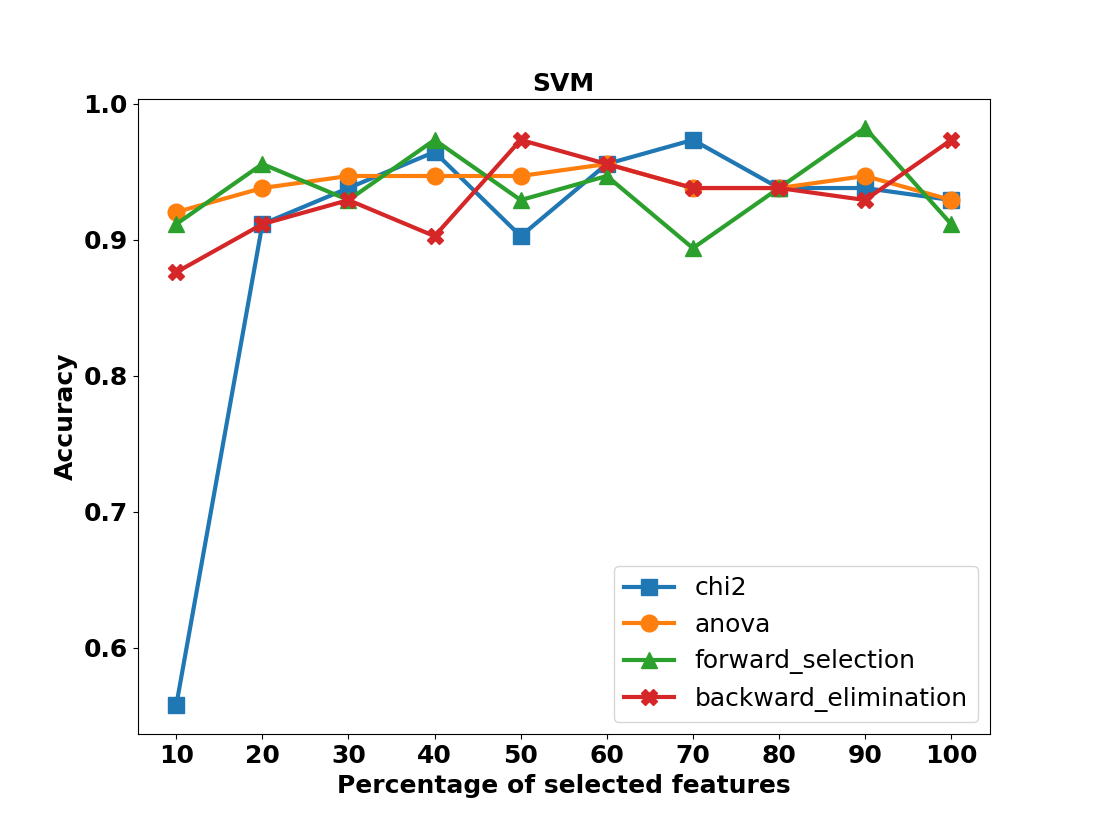 SVM
1.0
0.9
0.8
0.7
0.6
Accuracy
10 20 30 40 50 60 70 80 90 100
Percentage of selected features
chi2
anova
forward_selection
backward_elimination